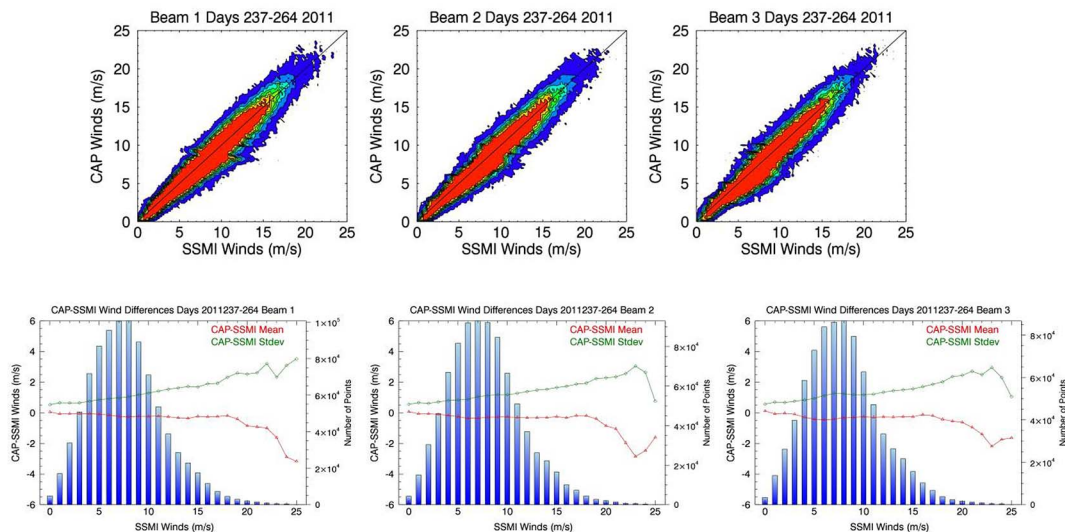 Beam 1 Days 237-264 2011
25
20
15
10
5
0
CAP Winds (m/s)
0 5 10 15 20 25
SSMI Winds (m/s)
Beam 2 Days 237-264 2011
25
20
15
10
5
0
CAP Winds (m/s)
0 5 10 15 20 25
SSMI Winds (m/s)
Beam 3 Days 237-264 2011
25
20
15
10
5
0
CAP Winds (m/s)
0 5 10 15 20 25
SSMI Winds (m/s)
CAP-SSMI Wind Differences Days 2011237-264 Beam 1
CAP-SSMI Mean
CAP-SSMI Stdev
6
4
2
0
-2
-4
-6
CAP-SSMI Winds (m/s)
1×10⁵
8×10⁴
6×10⁴
4×10⁴
2×10⁴
0
Number of Points
0 5 10 15 20 25
SSMI Winds (m/s)
CAP-SSMI Wind Differences Days 2011237-264 Beam 2
CAP-SSMI Mean
CAP-SSMI Stdev
6
4
2
0
-2
-4
-6
CAP-SSMI Winds (m/s)
8×10⁴
6×10⁴
4×10⁴
2×10⁴
0
Number of Points
0 5 10 15 20 25
SSMI Winds (m/s)
CAP-SSMI Wind Differences Days 2011237-264 Beam 3
CAP-SSMI Mean
CAP-SSMI Stdev
6
4
2
0
-2
-4
-6
CAP-SSMI Winds (m/s)
8×10⁴
6×10⁴
4×10⁴
2×10⁴
0
Number of Points
0 5 10 15 20 25
SSMI Winds (m/s)